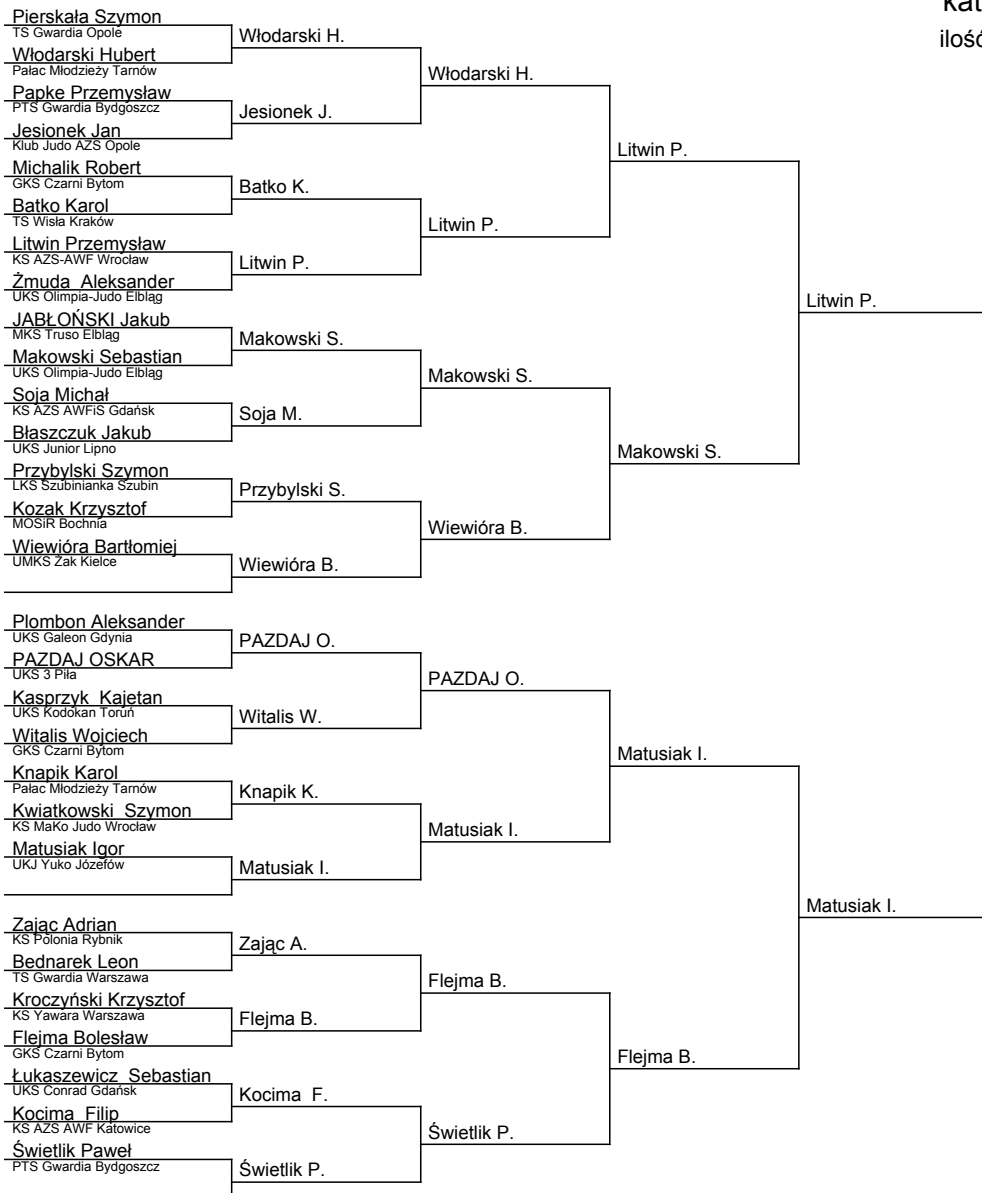 kat
ilość
Pierskała Szymon
TS Gwardia Opole
Włodarski Hubert
Pałac Młodzieży Tarnów
Papke Przemysław
PTS Gwardia Bydgoszcz
Jesionek Jan
Klub Judo AZS Opole
Michalik Robert
GKS Czarni Bytom
Batko Karol
TS Wisła Kraków
Litwin Przemysław
KS AZS-AWF Wrocław
Żmuda Aleksander
UKS Olimpia-Judo Elbląg
JABŁOŃSKI Jakub
MKS Truso Elbląg
Makowski Sebastian
UKS Olimpia-Judo Elbląg
Soja Michał
KS AZS AWFiS Gdańsk
Błaszczuk Jakub
UKS Junior Lipno
Przybylski Szymon
LKS Szubinianka Szubin
Kozak Krzysztof
MOSiR Bochnia
Wiewióra Bartłomiej
UMKS Żak Kielce
Plombon Aleksander
UKS Galeon Gdynia
PAZDAJ OSKAR
UKS 3 Piła
Kasprzyk Kajetan
UKS Kodokan Toruń
Witalis Wojciech
GKS Czarni Bytom
Knapik Karol
Pałac Młodzieży Tarnów
Kwiatkowski Szymon
KS MaKo Judo Wrocław
Matusiak Igor
UKJ Yuko Józefów
Zając Adrian
KS Polonia Rybnik
Bednarek Leon
TS Gwardia Warszawa
Kroczyński Krzysztof
KS Yawara Warszawa
Flejma Bolesław
GKS Czarni Bytom
Łukaszewicz Sebastian
UKS Conrad Gdańsk
Kocima Filip
KS AZS AWF Katowice
Świetlik Paweł
PTS Gwardia Bydgoszcz
Włodarski H.
Jesionek J.
Batko K.
Litwin P.
Makowski S.
Soja M.
Przybylski S.
Wiewióra B.
PAZDAJ O.
Witalis W.
Knapik K.
Matusiak I.
Zając A.
Flejma B.
Kocima F.
Świetlik P.
Włodarski H.
Litwin P.
Makowski S.
Wiewióra B.
PAZDAJ O.
Matusiak I.
Flejma B.
Świetlik P.
Litwin P.
Makowski S.
Matusiak I.
Flejma B.
Litwin P.
Matusiak I.